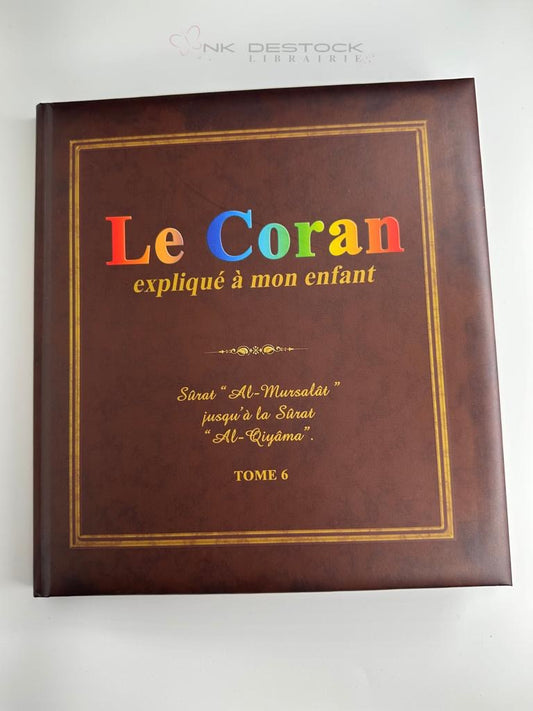 NK DESTOCK
LIBRAIRIE
Le Coran
expliqué à mon enfant
Sûrat “Al-Mursalât”
jusqu'à la Sûrat
“Al-Qiyâma”.
TOME 6